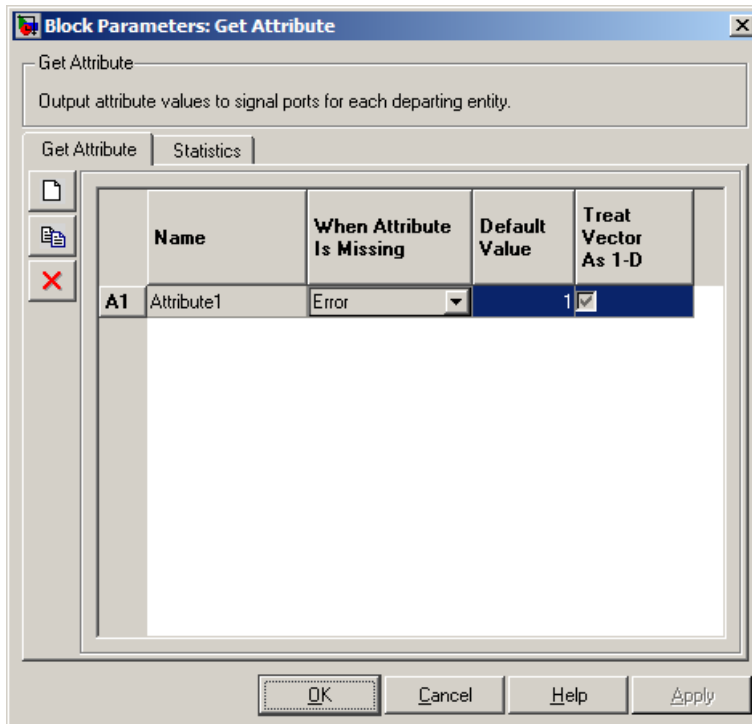 Block Parameters: Get Attribute
Get Attribute
Output attribute values to signal ports for each departing entity.
Get Attribute Statistics
Name When Attribute Is Missing Default Value Treat Vector As 1-D
A1 Attribute1 Error 1
OK Cancel Help Apply